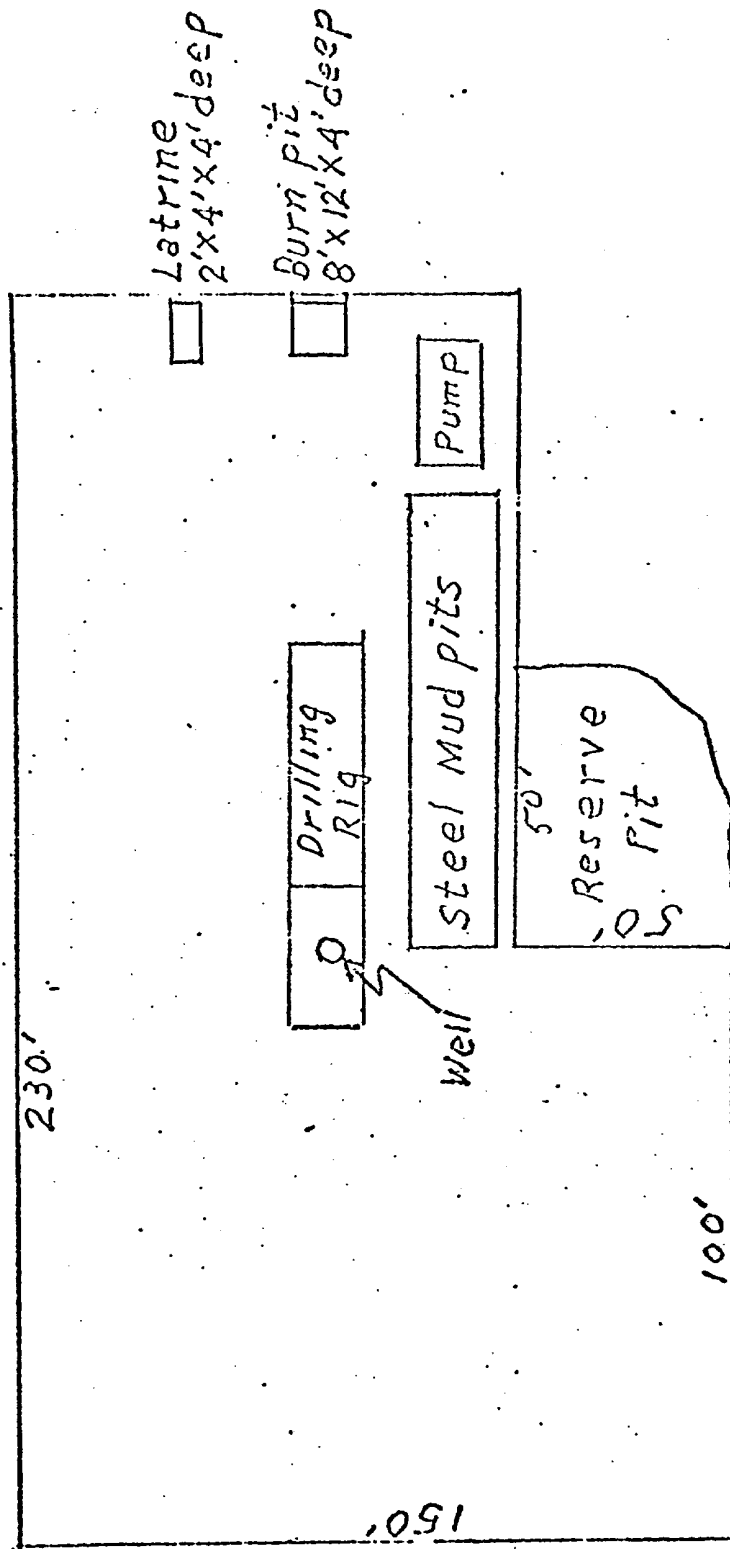 Latrine
2'x4'x4' deep
Burn pit
8'x12'x4' deep
Pump
steel Mud pits
Drilling
Rig
Well
50'
Reserve
Pit
50'
230'
100'
150'